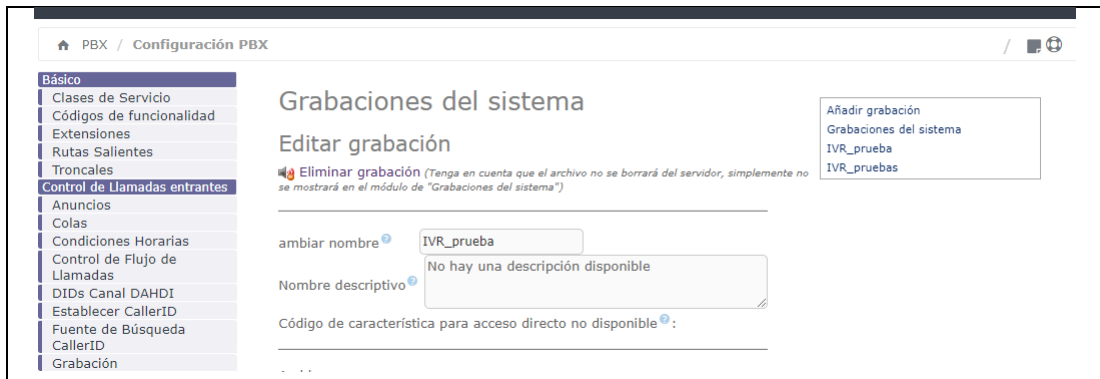 PBX / Configuración PBX /
Básico
Clases de Servicio
Códigos de funcionalidad
Extensiones
Rutas Salientes
Troncales
Control de Llamadas entrantes
Anuncios
Colas
Condiciones Horarias
Control de Flujo de
Llamadas
DIDs Canal DAHDI
Establecer CallerID
Fuente de Búsqueda
CallerID
Grabación
Grabaciones del sistema
Editar grabación
Eliminar grabación (Tenga en cuenta que el archivo no se borrará del servidor, simplemente no
se mostrará en el módulo de "Grabaciones del sistema")
ambiar nombre IVR_prueba
Nombre descriptivo No hay una descripción disponible
Código de característica para acceso directo no disponible :
Añadir grabación
Grabaciones del sistema
IVR_prueba
IVR_pruebas